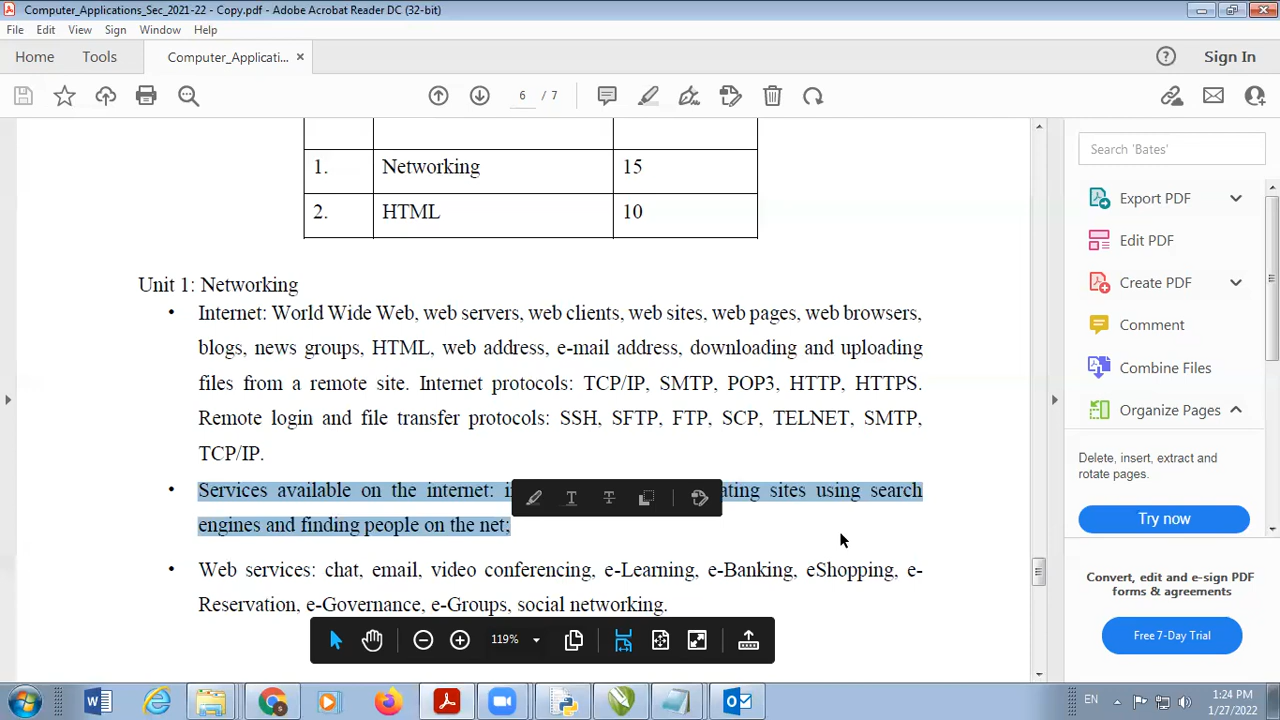 Computer_Applications_Sec_2021-22 - Copy.pdf - Adobe Acrobat Reader DC (32-bit)
File Edit View Sign Window Help
Home Tools Computer_Applicati... × Sign In
6 / 7
Search 'Bates'
1. Networking 15
2. HTML 10
Unit 1: Networking
• Internet: World Wide Web, web servers, web clients, web sites, web pages, web browsers,
blogs, news groups, HTML, web address, e-mail address, downloading and uploading
files from a remote site. Internet protocols: TCP/IP, SMTP, POP3, HTTP, HTTPS.
Remote login and file transfer protocols: SSH, SFTP, FTP, SCP, TELNET, SMTP,
TCP/IP.
• Services available on the internet: ating sites using search
engines and finding people on the net;
• Web services: chat, email, video conferencing, e-Learning, e-Banking, eShopping, e-
Reservation, e-Governance, e-Groups, social networking.
119%
Export PDF
Edit PDF
Create PDF
Comment
Combine Files
Organize Pages
Delete, insert, extract and
rotate pages.
Try now
Convert, edit and e-sign PDF
forms & agreements
Free 7-Day Trial
EN
1:24 PM
1/27/2022